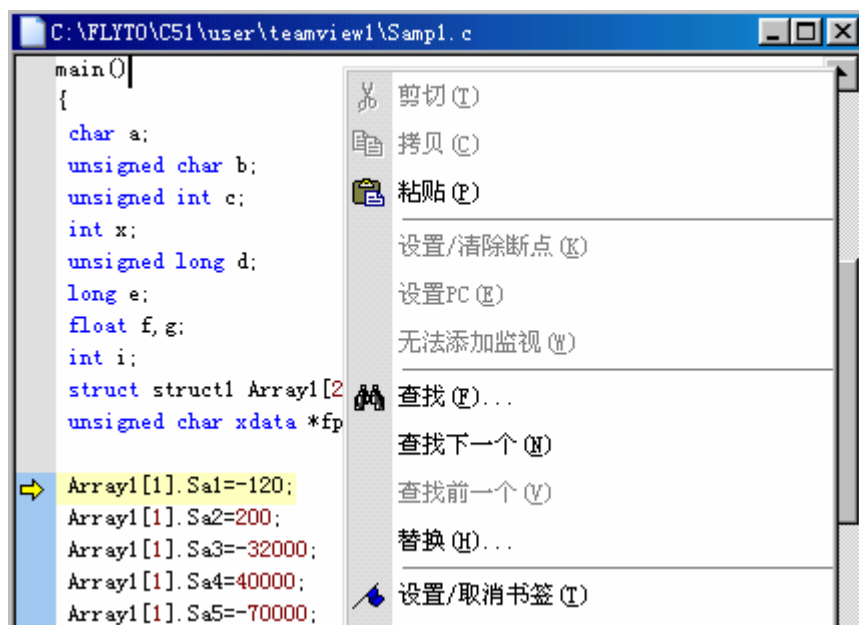 C:\FLYTO\C51\user\teamview1\Samp1.c
main()
{
char a;
unsigned char b;
unsigned int c;
int x;
unsigned long d;
long e;
float f,g;
int i;
struct struct1 Array1[2
unsigned char xdata *fp
Array1[1].Sa1=-120;
Array1[1].Sa2=200;
Array1[1].Sa3=-32000;
Array1[1].Sa4=40000;
Array1[1].Sa5=-70000;
剪切(T)
拷贝(C)
粘贴(P)
设置/清除断点(K)
设置PC(E)
无法添加监视(W)
查找(F)...
查找下一个(N)
查找前一个(V)
替换(H)...
设置/取消书签(T)